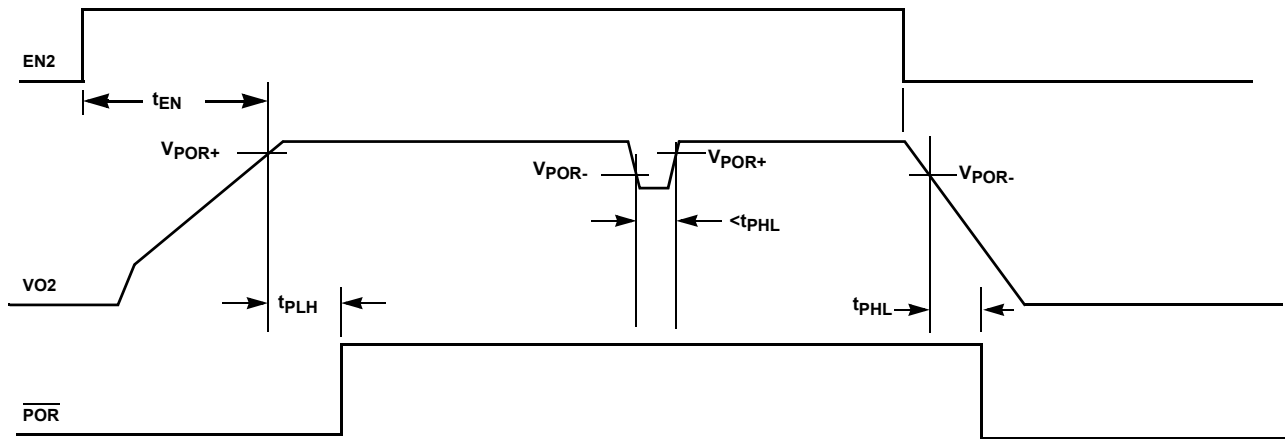 EN2
tEN
VPOR+
VPOR-
VPOR+
VPOR-
<tPHL
VO2
tPLH
tPHL
POR